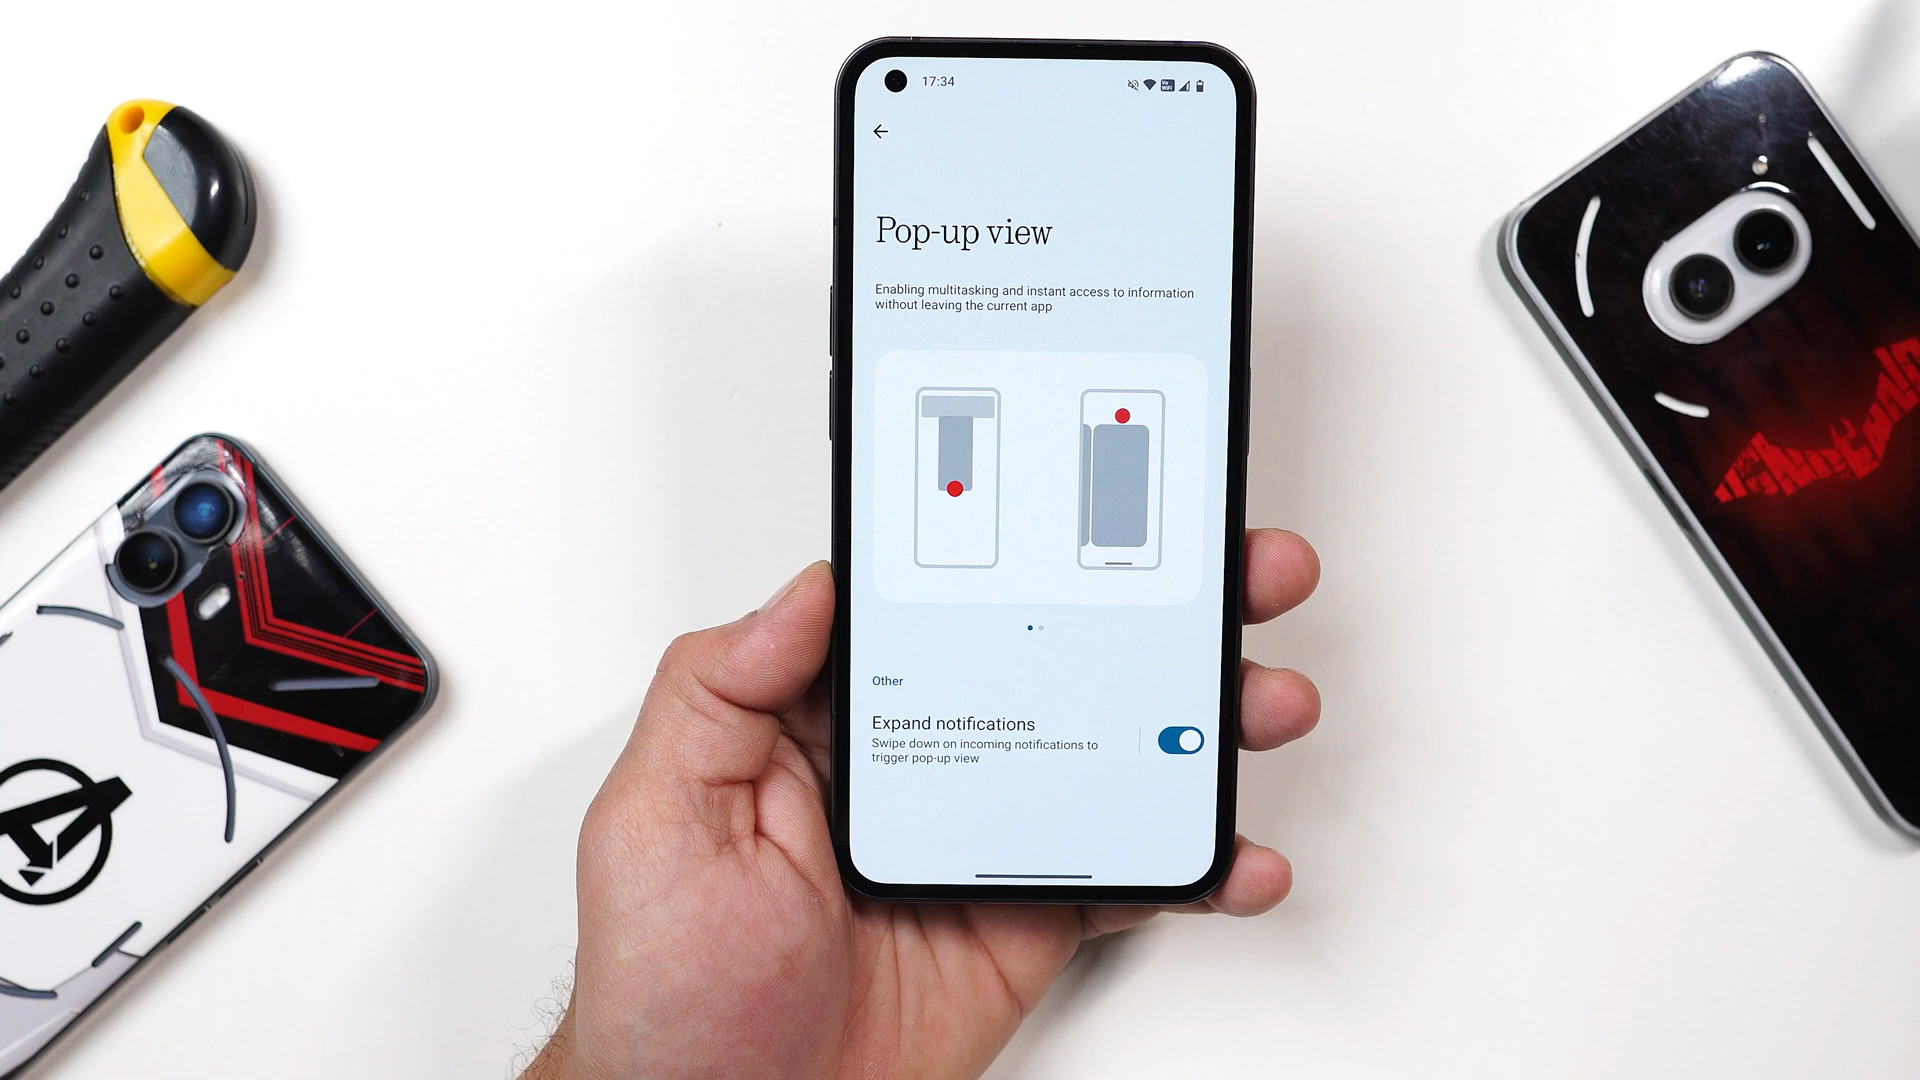 17:34
Pop-up view
Enabling multitasking and instant access to information
without leaving the current app
Other
Expand notifications
Swipe down on incoming notifications to
trigger pop-up view